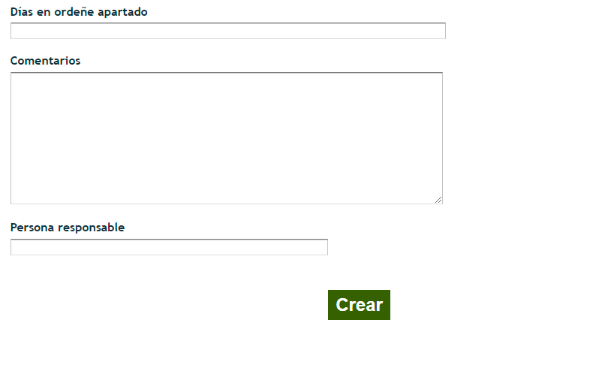 Días en ordeñe apartado
Comentarios
Persona responsable
Crear